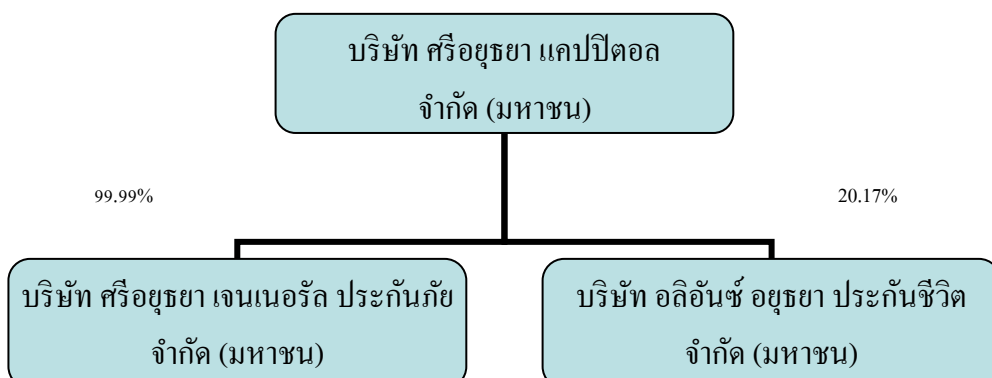 บริษัท ศรีอยุธยา แคปปิตอล
จำกัด (มหาชน)
99.99%
20.17%
บริษัท ศรีอยุธยา เจนเนอรัล ประกันภัย
จำกัด (มหาชน)
บริษัท อลิอันซ์ อยุธยา ประกันชีวิต
จำกัด (มหาชน)